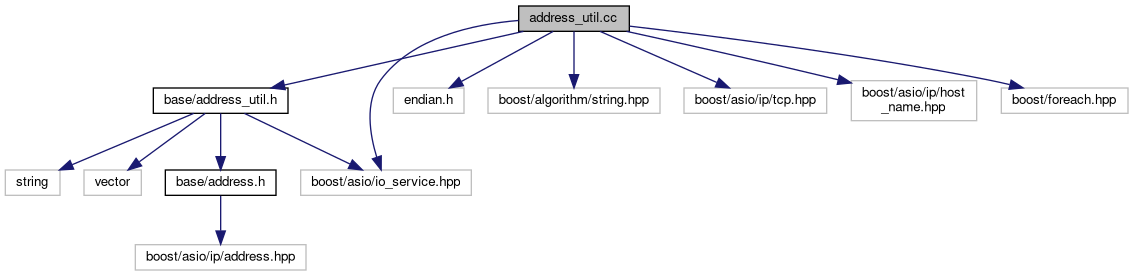 address_util.cc
base/address_util.h
endian.h
boost/algorithm/string.hpp
boost/asio/ip/tcp.hpp
boost/asio/ip/host
_name.hpp
boost/foreach.hpp
string
vector
base/address.h
boost/asio/io_service.hpp
boost/asio/ip/address.hpp